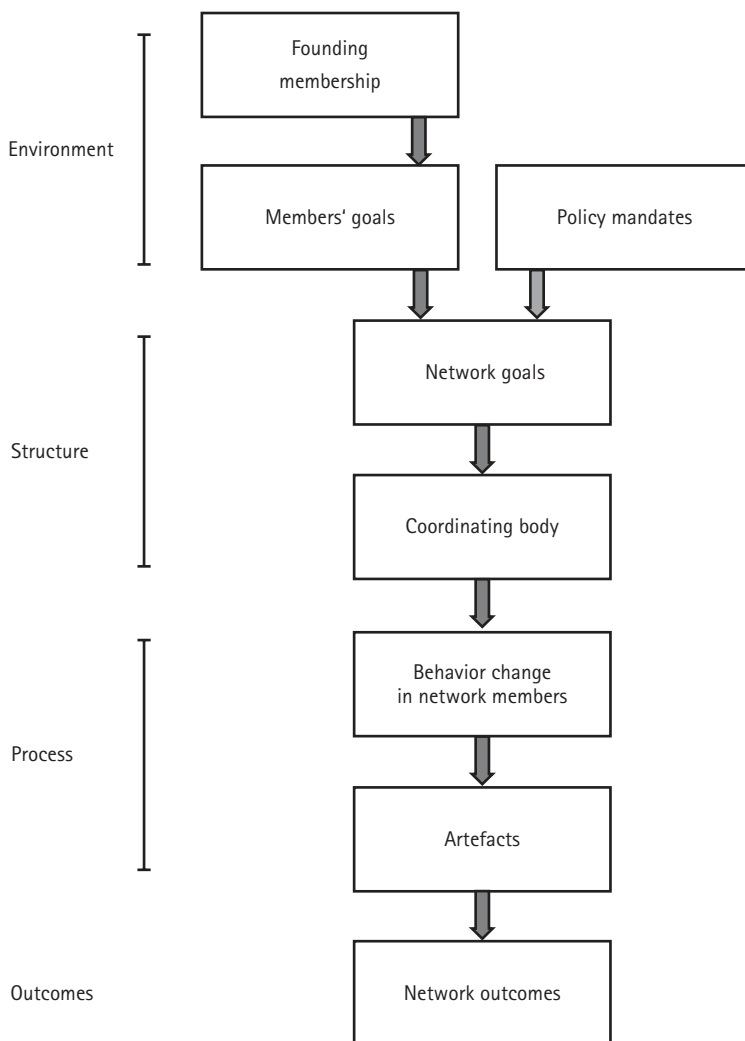 Founding
membership
Environment
Members‘ goals
Policy mandates
Network goals
Structure
Coordinating body
Behavior change
in network members
Process
Artefacts
Outcomes
Network outcomes